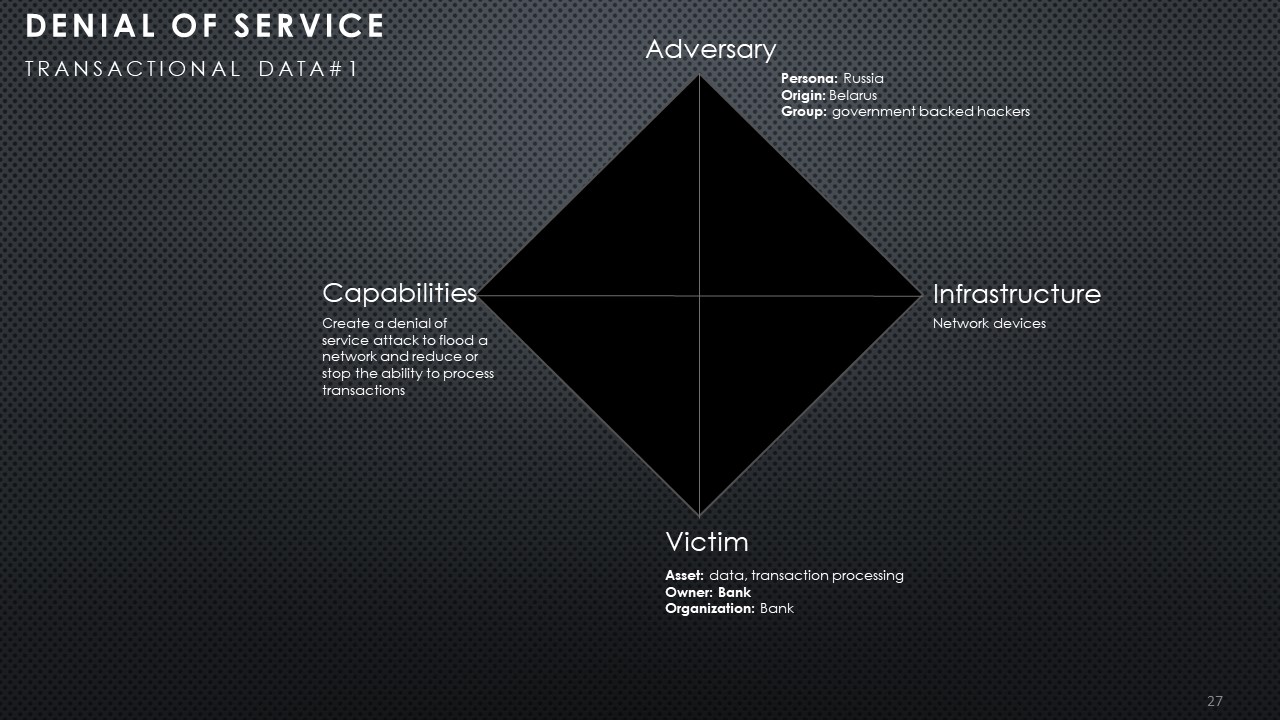 DENIAL OF SERVICE
TRANSACTIONAL DATA#1
Adversary
Persona: Russia
Origin: Belarus
Group: government backed hackers
Capabilities
Create a denial of
service attack to flood a
network and reduce or
stop the ability to process
transactions
Infrastructure
Network devices
Victim
Asset: data, transaction processing
Owner: Bank
Organization: Bank
27